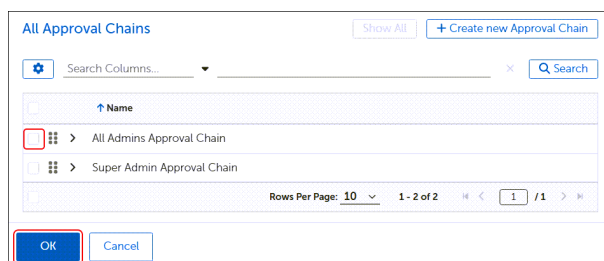 All Approval Chains
Show All
+ Create new Approval Chain
Search Columns...
Search
Name
All Admins Approval Chain
Super Admin Approval Chain
Rows Per Page: 10 1 - 2 of 2 1 / 1
OK
Cancel